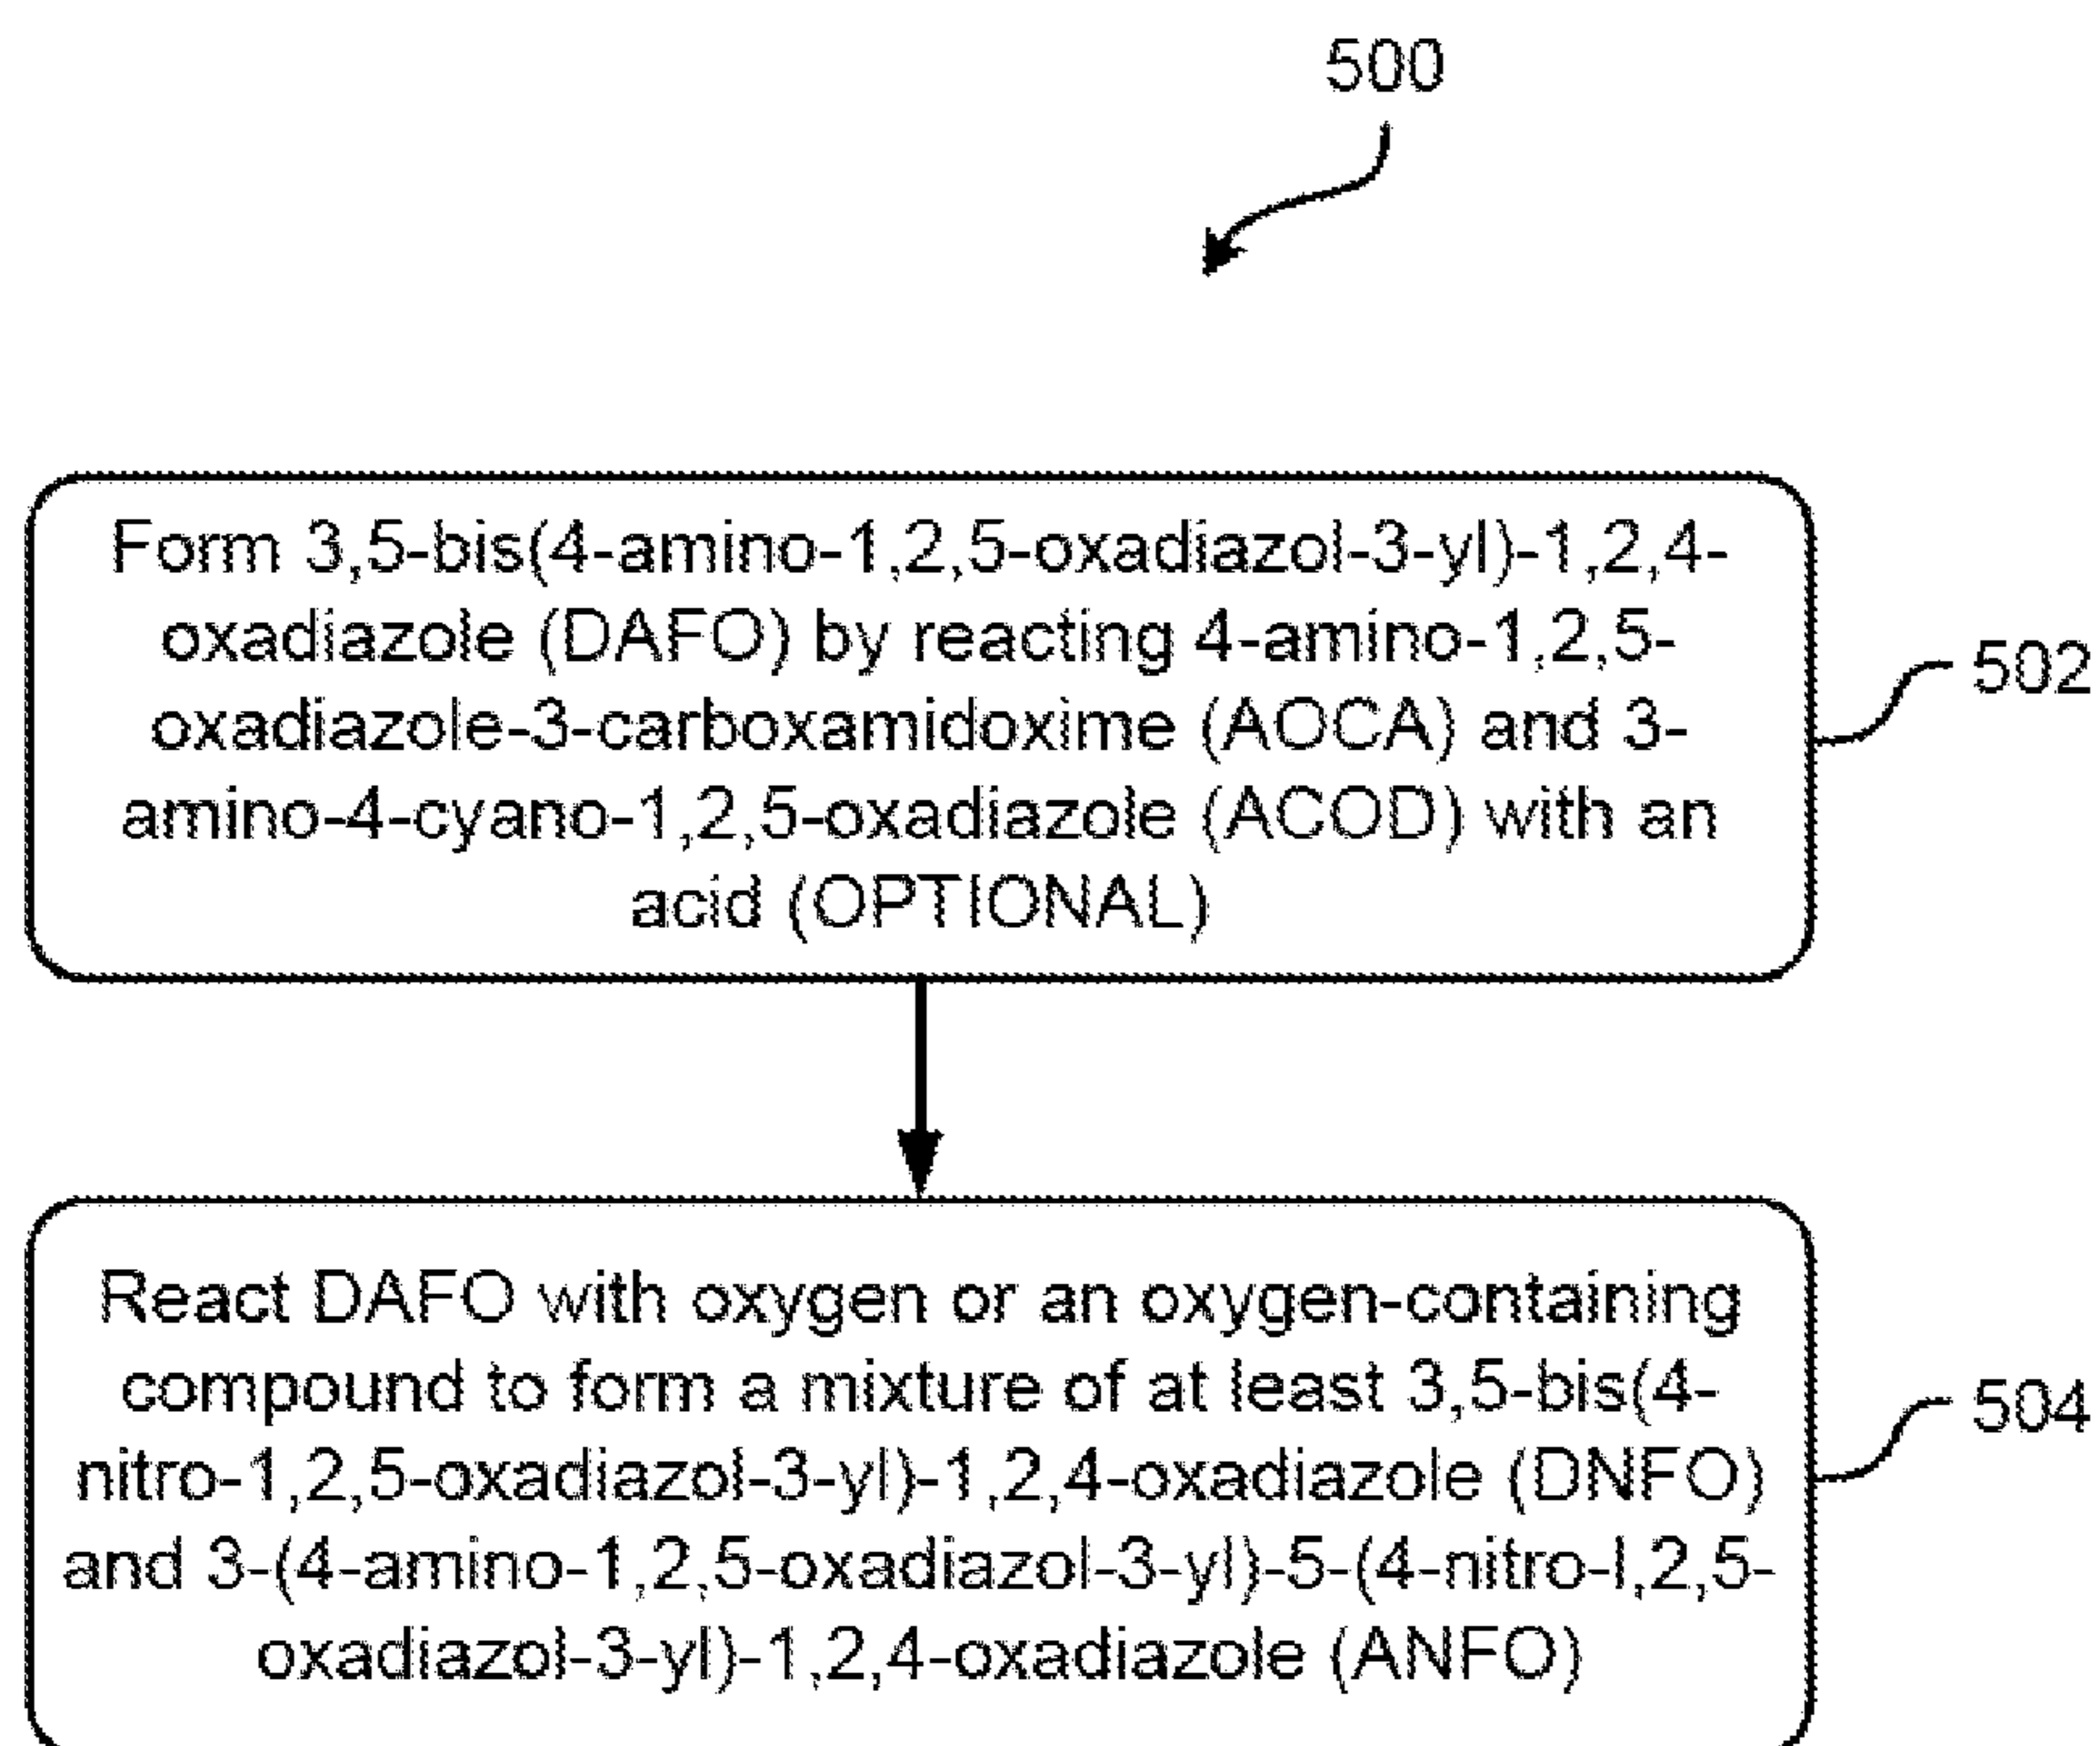 500
Form 3,5-bis(4-amino-1,2,5-oxadiazol-3-yl)-1,2,4-
oxadiazole (DAFO) by reacting 4-amino-1,2,5-
oxadiazole-3-carboxamidoxime (AOCA) and 3-
amino-4-cyano-1,2,5-oxadiazole (ACOD) with an
acid (OPTIONAL)
502
React DAFO with oxygen or an oxygen-containing
compound to form a mixture of at least 3,5-bis(4-
nitro-1,2,5-oxadiazol-3-yl)-1,2,4-oxadiazole (DNFO)
and 3-(4-amino-1,2,5-oxadiazol-3-yl)-5-(4-nitro-l,2,5-
oxadiazol-3-yl)-1,2,4-oxadiazole (ANFO)
504